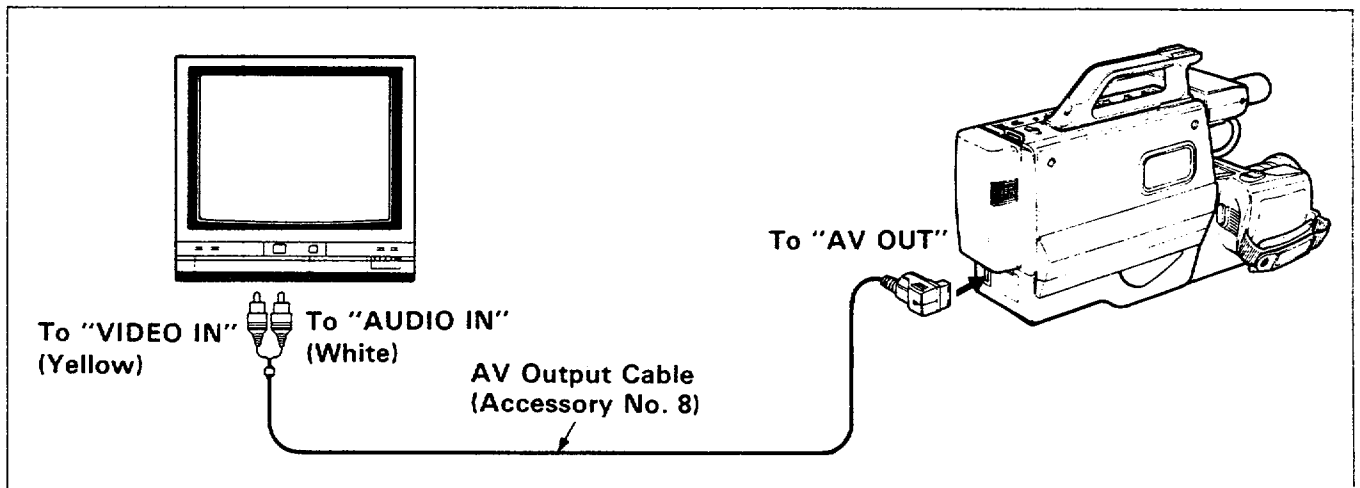 To "AV OUT"
To "VIDEO IN"
(Yellow)
To "AUDIO IN"
(White)
AV Output Cable
(Accessory No. 8)